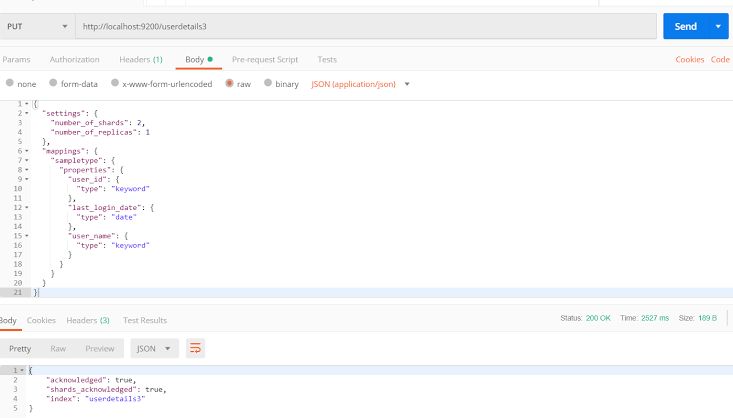 PUT http://localhost:9200/userdetails3 Send
Params Authorization Headers (1) Body Pre-request Script Tests Cookies Code
none form-data x-www-form-urlencoded raw binary JSON (application/json)
1 {
2 "settings": {
3 "number_of_shards": 2,
4 "number_of_replicas": 1
5 },
6 "mappings": {
7 "sampletype": {
8 "properties": {
9 "user_id": {
10 "type": "keyword"
11 },
12 "last_login_date": {
13 "type": "date"
14 },
15 "user_name": {
16 "type": "keyword"
17 }
18 }
19 }
20 }
21 }
Body Cookies Headers (3) Test Results Status: 200 OK Time: 2527 ms Size: 189 B
Pretty Raw Preview JSON
1 {
2 "acknowledged": true,
3 "shards_acknowledged": true,
4 "index": "userdetails3"
5 }